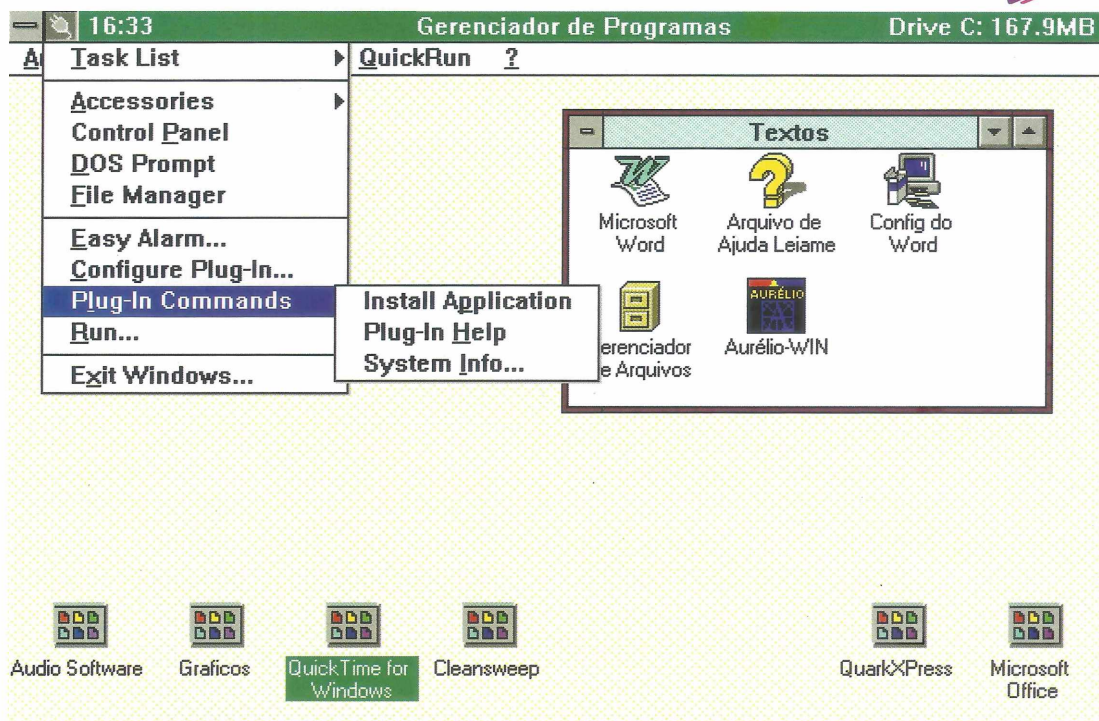 16:33 Gerenciador de Programas Drive C: 167.9MB
Task List QuickRun ?
Accessories
Control Panel
DOS Prompt
File Manager
Easy Alarm...
Configure Plug-In...
Plug-In Commands
Run...
Exit Windows...
Install Application
Plug-In Help
System Info...
Textos
Microsoft
Word
Arquivo de
Ajuda Leiame
Config do
Word
erenciador
e Arquivos
AURÉLIO
Aurélio-WIN
Audio Software
Graficos
QuickTime for
Windows
Cleansweep
QuarkXPress
Microsoft
Office